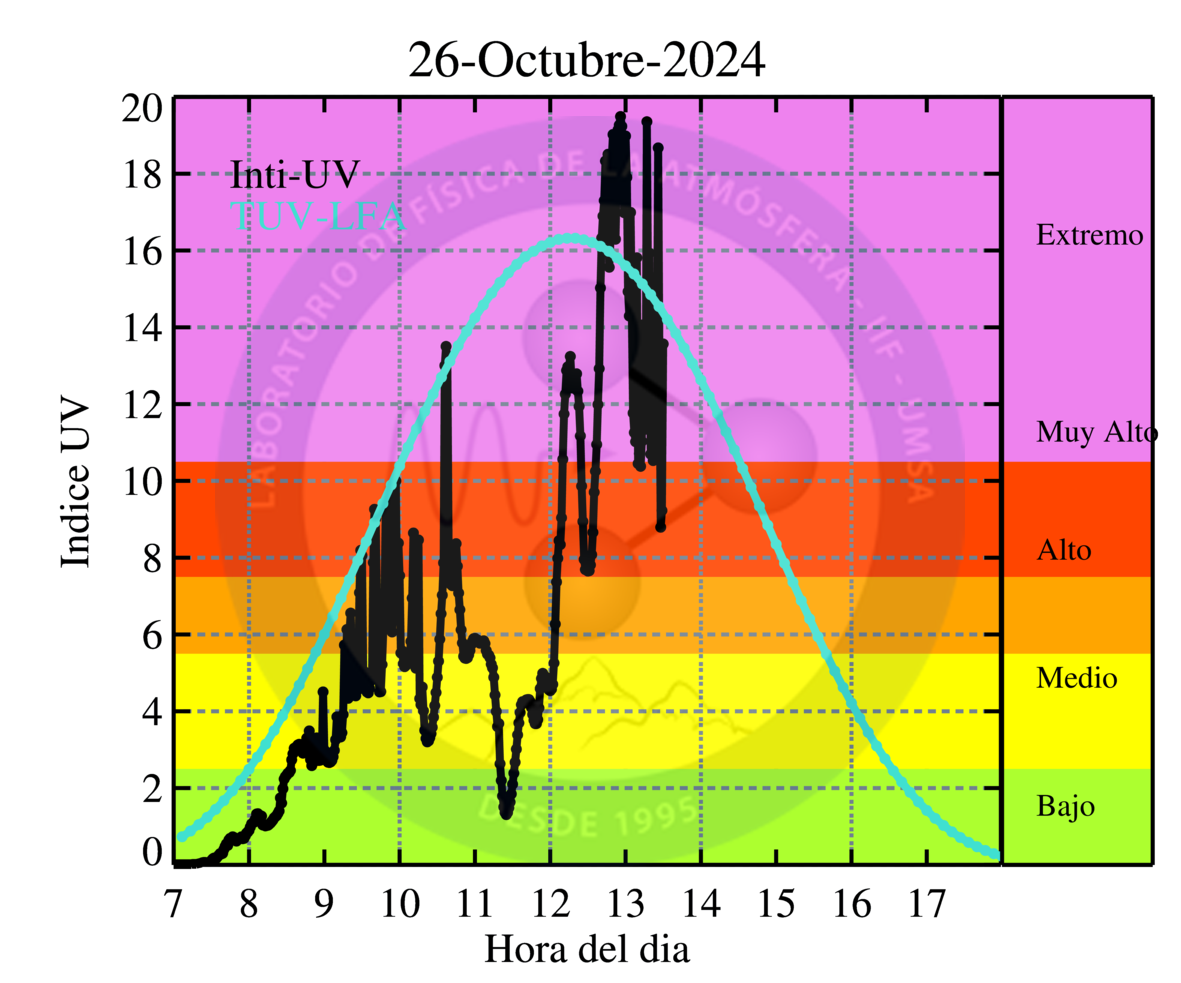 26-Octubre-2024
Inti-UV
TUV-LFA
LABORATORIO DE FÍSICA DE LA ATMÓSFERA - IIF - UMSA
DESDE 1995
Indice UV
20
18
16
14
12
10
8
6
4
2
0
Extremo
Muy Alto
Alto
Medio
Bajo
7 8 9 10 11 12 13 14 15 16 17
Hora del dia